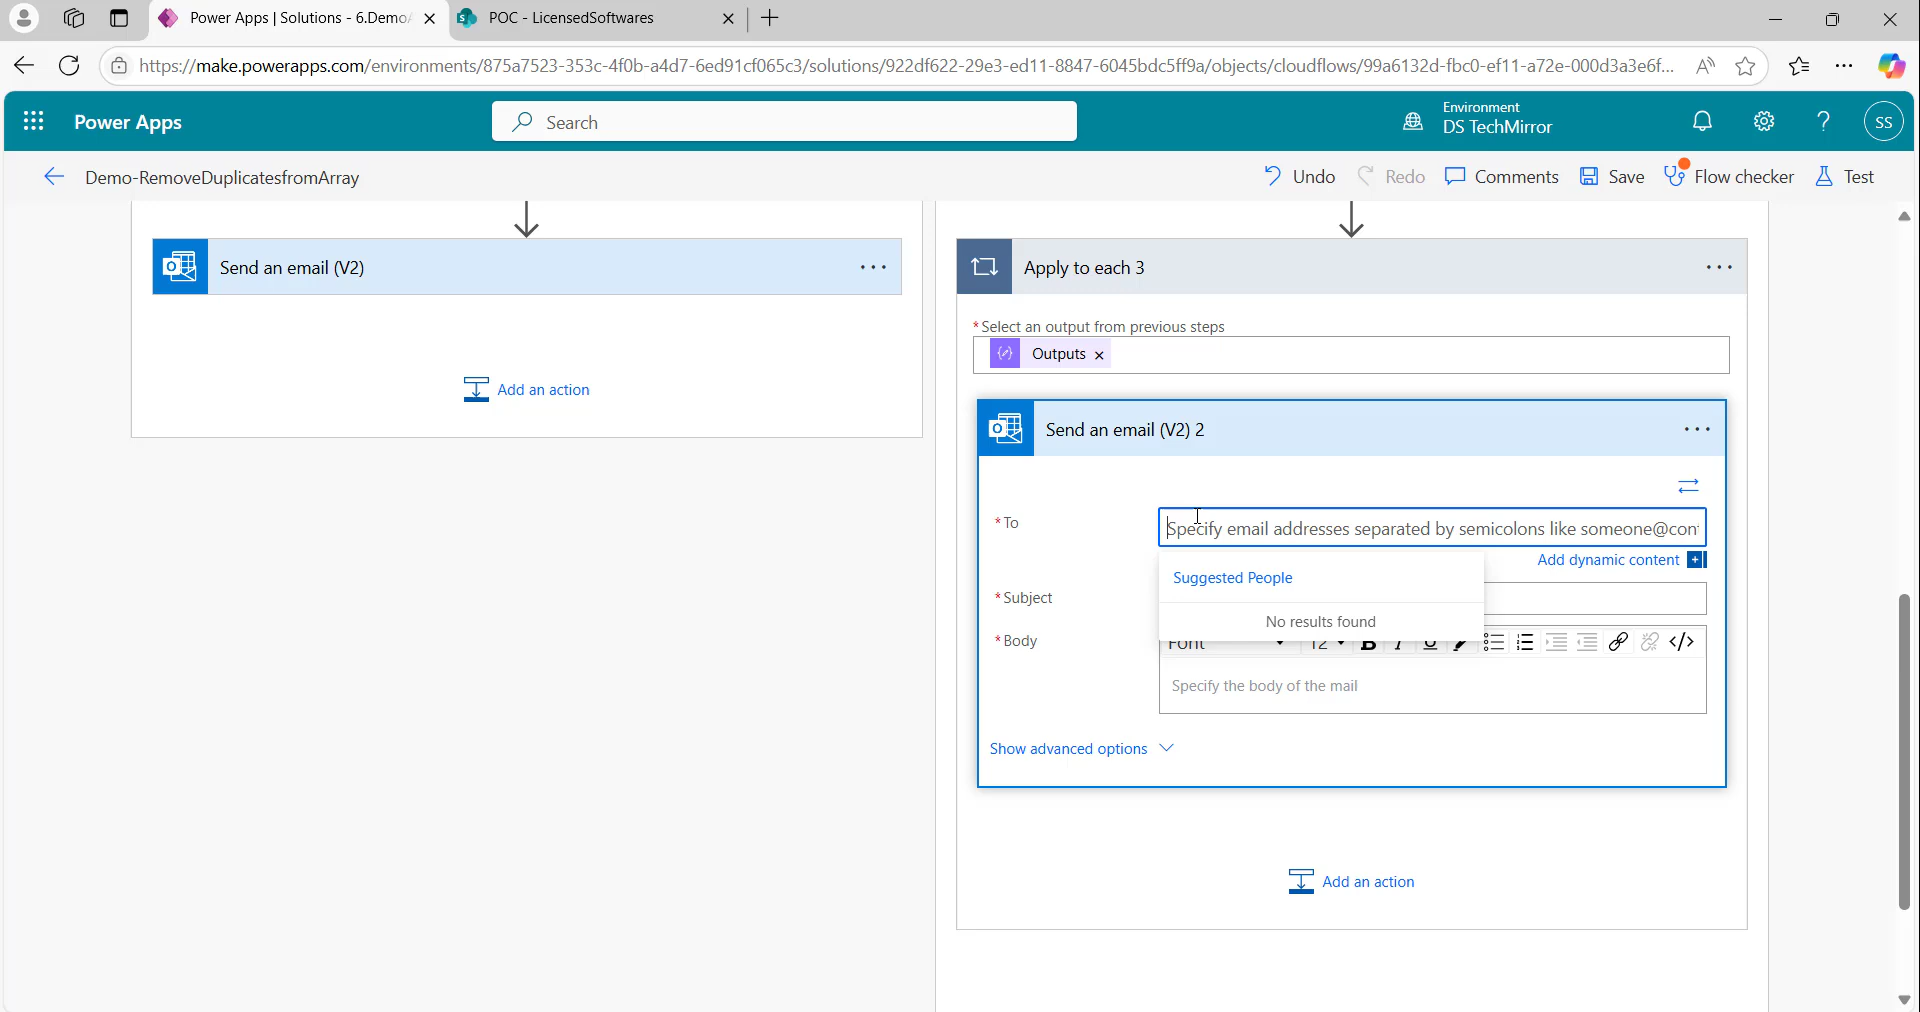 Power Apps | Solutions - 6.Demo
POC - LicensedSoftwares
https://make.powerapps.com/environments/875a7523-353c-4f0b-a4d7-6ed91cf065c3/solutions/922df622-29e3-ed11-8847-6045bdc5ff9a/objects/cloudflows/99a6132d-fbc0-ef11-a72e-000d3a3e6f...
Power Apps
Search
Environment
DS TechMirror
SS
Demo-RemoveDuplicatesfromArray
Undo
Redo
Comments
Save
Flow checker
Test
Send an email (V2)
Add an action
Apply to each 3
* Select an output from previous steps
Outputs
Send an email (V2) 2
* To
Specify email addresses separated by semicolons like someone@con
Add dynamic content
Suggested People
No results found
* Subject
* Body
Font
12
Specify the body of the mail
Show advanced options
Add an action